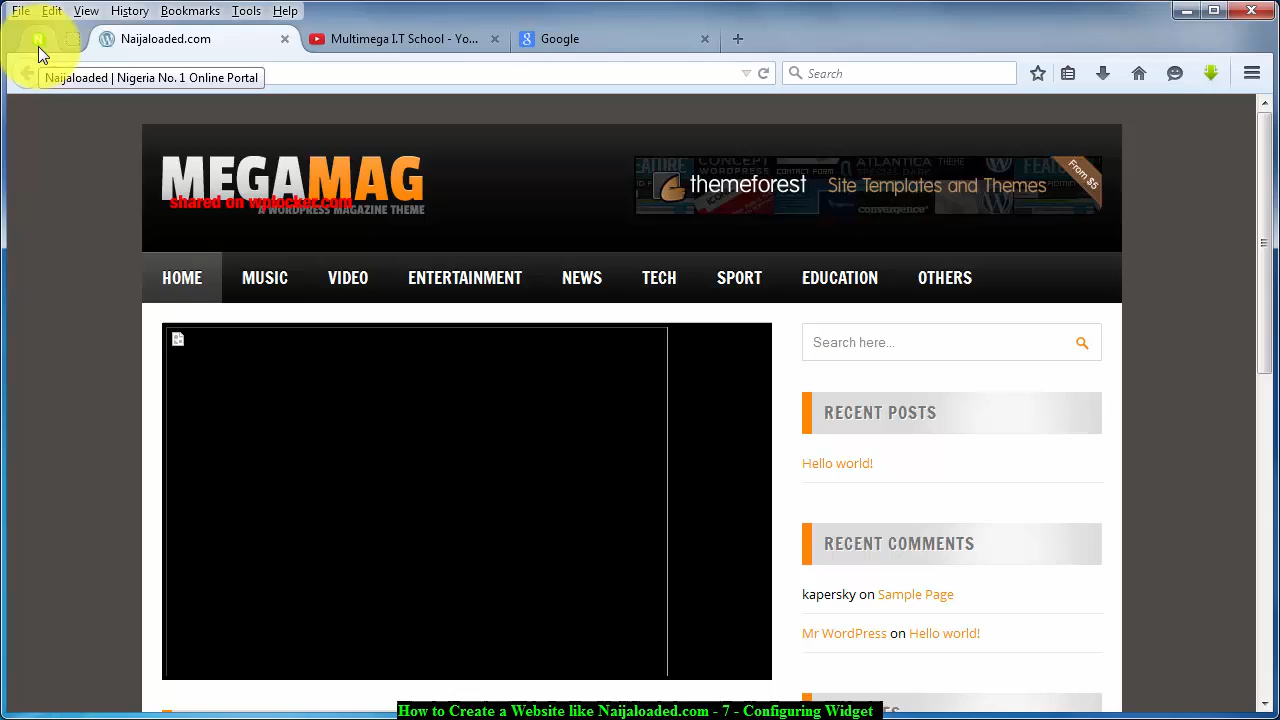 File Edit View History Bookmarks Tools Help
Naijaloaded.com
Multimega I.T School - Yo...
Google
Naijaloaded | Nigeria No. 1 Online Portal
Search
MEGAMAG
shared on wplocker.com
A WORDPRESS MAGAZINE THEME
themeforest Site Templates and Themes
From $5
HOME MUSIC VIDEO ENTERTAINMENT NEWS TECH SPORT EDUCATION OTHERS
Search here...
RECENT POSTS
Hello world!
RECENT COMMENTS
kapersky on Sample Page
Mr WordPress on Hello world!
How to Create a Website like Naijaloaded.com - 7 - Configuring Widget